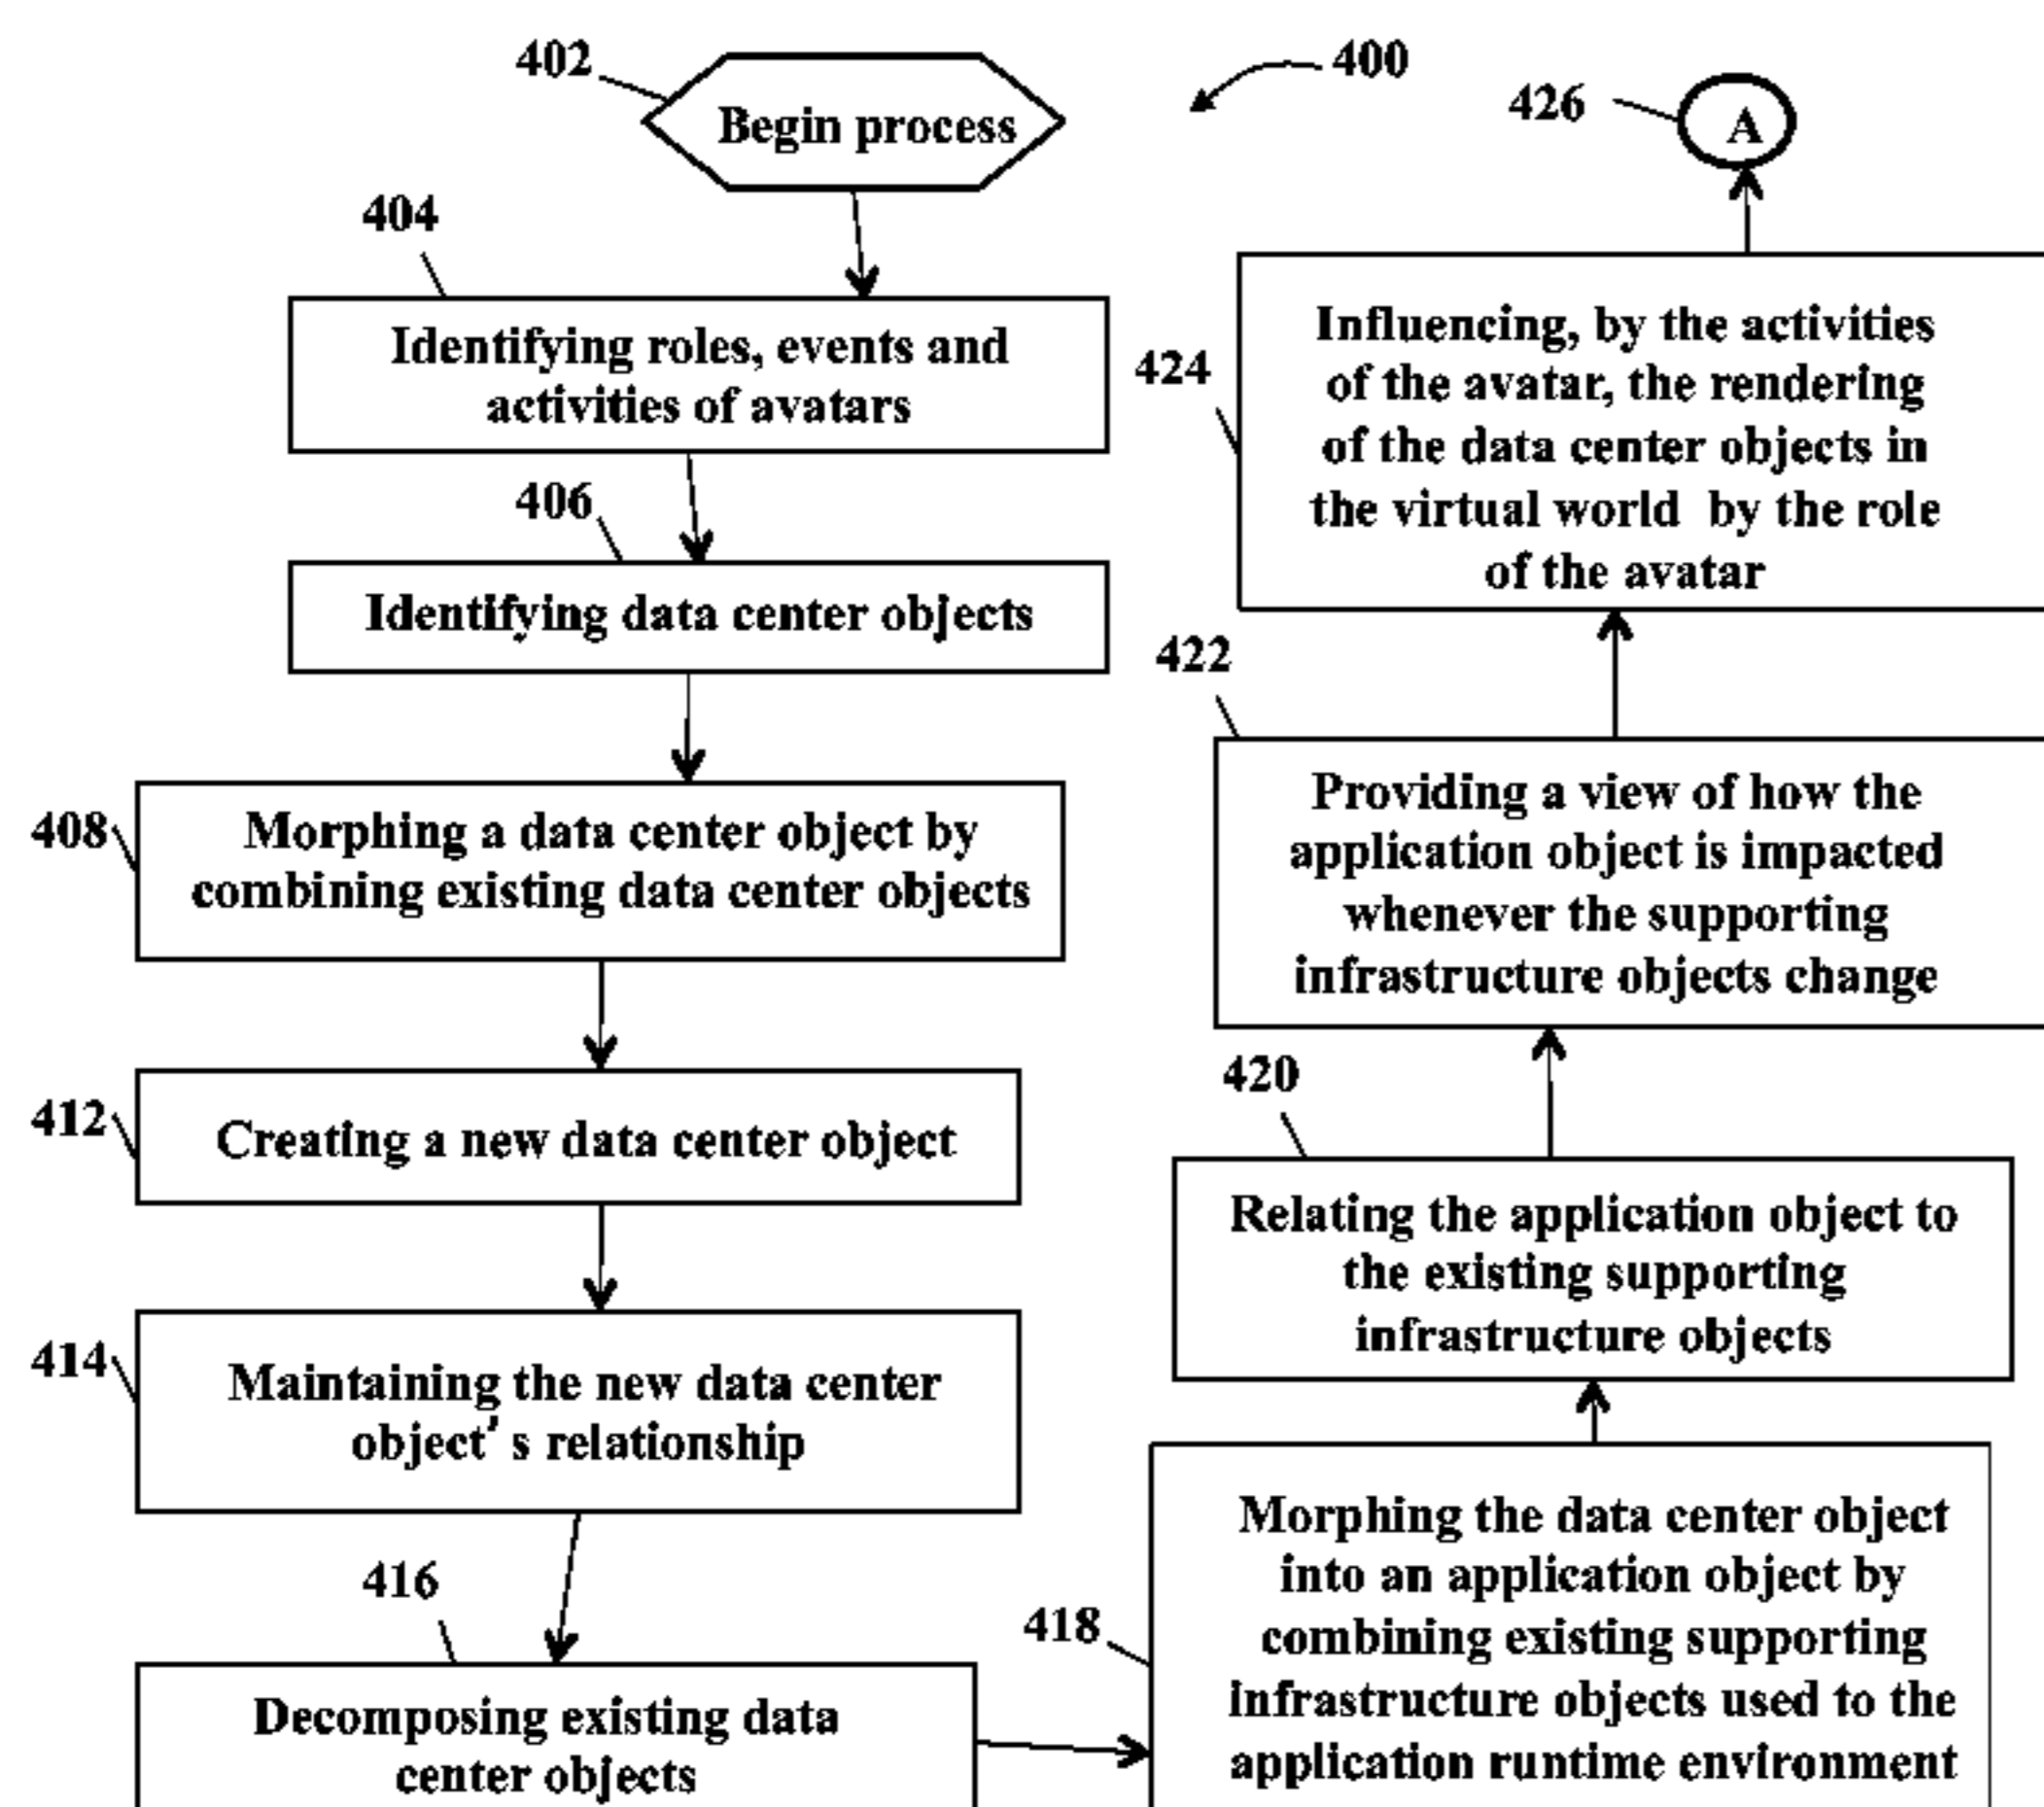 402
Begin process
400
404
Identifying roles, events and
activities of avatars
406
Identifying data center objects
408
Morphing a data center object by
combining existing data center objects
412
Creating a new data center object
414
Maintaining the new data center
object's relationship
416
Decomposing existing data
center objects
418
Morphing the data center object
into an application object by
combining existing supporting
infrastructure objects used to the
application runtime environment
420
Relating the application object to
the existing supporting
infrastructure objects
422
Providing a view of how the
application object is impacted
whenever the supporting
infrastructure objects change
424
Influencing, by the activities
of the avatar, the rendering
of the data center objects in
the virtual world by the role
of the avatar
426
A